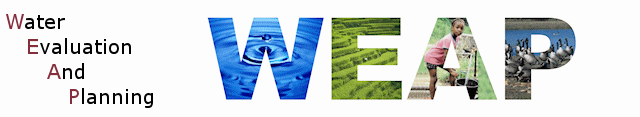 Water
Evaluation
And
Planning
WEAP